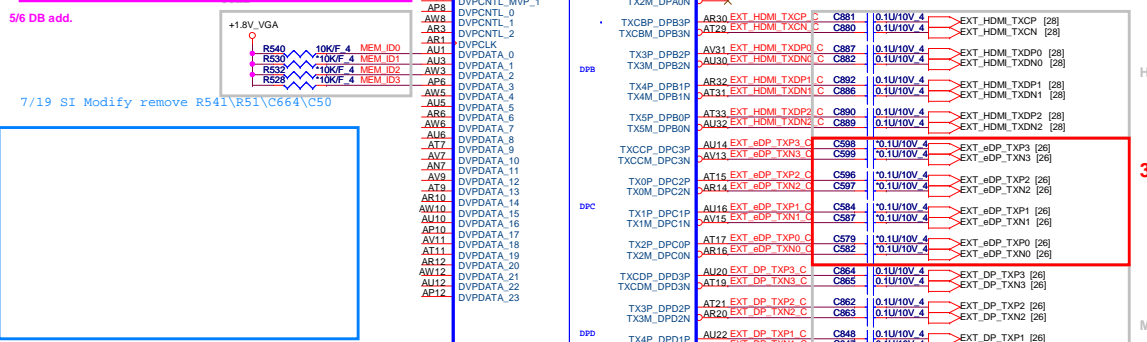 5/6 DB add.
+1.8V_VGA
R540 10K/F_4 MEM_ID0
R530 *10K/F_4 MEM_ID1
R532 *10K/F_4 MEM_ID2
R528 *10K/F_4 MEM_ID3
7/19 SI Modify remove R541\R51\C664\C50
DVPCNTL_MVP_1
AP8 DVPCNTL_0
AW8 DVPCNTL_1
AR3 DVPCNTL_2
AR1 DVPCLK
AU1 DVPDATA_0
AU3 DVPDATA_1
AW3 DVPDATA_2
AP6 DVPDATA_3
AW5 DVPDATA_4
AU5 DVPDATA_5
AR6 DVPDATA_6
AW6 DVPDATA_7
AU6 DVPDATA_8
AT7 DVPDATA_9
AV7 DVPDATA_10
AN7 DVPDATA_11
AV9 DVPDATA_12
AT9 DVPDATA_13
AR10 DVPDATA_14
AW10 DVPDATA_15
AU10 DVPDATA_16
AP10 DVPDATA_17
AV11 DVPDATA_18
AT11 DVPDATA_19
AR12 DVPDATA_20
AW12 DVPDATA_21
AU12 DVPDATA_22
AP12 DVPDATA_23
DPB
DPC
DPD
TX2M_DPA0N
TXCBP_DPB3P AR30 EXT_HDMI_TXCP_C C881 0.1U/10V_4 EXT_HDMI_TXCP [28]
TXCBM_DPB3N AT29 EXT_HDMI_TXCN_C C880 0.1U/10V_4 EXT_HDMI_TXCN [28]
TX3P_DPB2P AV31 EXT_HDMI_TXDP0_C C887 0.1U/10V_4 EXT_HDMI_TXDP0 [28]
TX3M_DPB2N AU30 EXT_HDMI_TXDN0_C C882 0.1U/10V_4 EXT_HDMI_TXDN0 [28]
TX4P_DPB1P AR32 EXT_HDMI_TXDP1_C C892 0.1U/10V_4 EXT_HDMI_TXDP1 [28]
TX4M_DPB1N AT31 EXT_HDMI_TXDN1_C C886 0.1U/10V_4 EXT_HDMI_TXDN1 [28]
TX5P_DPB0P AT33 EXT_HDMI_TXDP2_C C890 0.1U/10V_4 EXT_HDMI_TXDP2 [28]
TX5M_DPB0N AU32 EXT_HDMI_TXDN2_C C889 0.1U/10V_4 EXT_HDMI_TXDN2 [28]
TXCCP_DPC3P AU14 EXT_eDP_TXP3_C C598 *0.1U/10V_4 EXT_eDP_TXP3 [26]
TXCCM_DPC3N AV13 EXT_eDP_TXN3_C C599 *0.1U/10V_4 EXT_eDP_TXN3 [26]
TX0P_DPC2P AT15 EXT_eDP_TXP2_C C596 *0.1U/10V_4 EXT_eDP_TXP2 [26]
TX0M_DPC2N AR14 EXT_eDP_TXN2_C C597 *0.1U/10V_4 EXT_eDP_TXN2 [26]
TX1P_DPC1P AU16 EXT_eDP_TXP1_C C584 *0.1U/10V_4 EXT_eDP_TXP1 [26]
TX1M_DPC1N AV15 EXT_eDP_TXN1_C C587 *0.1U/10V_4 EXT_eDP_TXN1 [26]
TX2P_DPC0P AT17 EXT_eDP_TXP0_C C579 *0.1U/10V_4 EXT_eDP_TXP0 [26]
TX2M_DPC0N AR16 EXT_eDP_TXN0_C C582 *0.1U/10V_4 EXT_eDP_TXN0 [26]
TXCDP_DPD3P AU20 EXT_DP_TXP3_C C864 0.1U/10V_4 EXT_DP_TXP3 [26]
TXCDM_DPD3N AT19 EXT_DP_TXN3_C C865 0.1U/10V_4 EXT_DP_TXN3 [26]
TX3P_DPD2P AT21 EXT_DP_TXP2_C C862 0.1U/10V_4 EXT_DP_TXP2 [26]
TX3M_DPD2N AR20 EXT_DP_TXN2_C C863 0.1U/10V_4 EXT_DP_TXN2 [26]
TX4P_DPD1P AU22 EXT_DP_TXP1_C C848 0.1U/10V_4 EXT_DP_TXP1 [26]